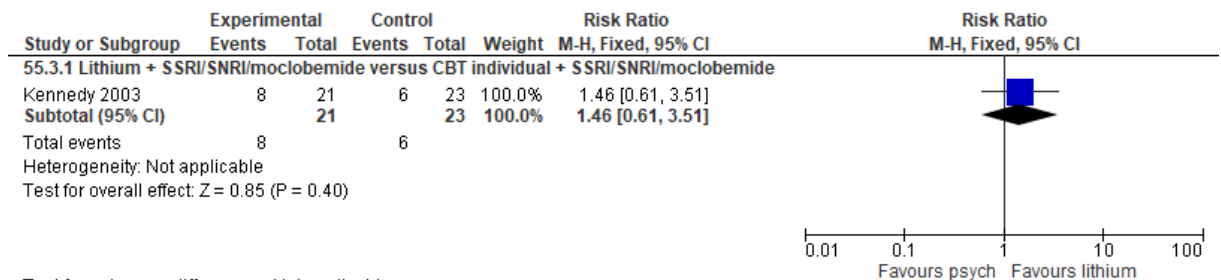 Experimental Control Risk Ratio Risk Ratio
Study or Subgroup Events Total Events Total Weight M-H, Fixed, 95% CI M-H, Fixed, 95% CI
55.3.1 Lithium + SSRI/SNRI/moclobemide versus CBT individual + SSRI/SNRI/moclobemide
Kennedy 2003 8 21 6 23 100.0% 1.46 [0.61, 3.51]
Subtotal (95% CI) 21 23 100.0% 1.46 [0.61, 3.51]
Total events 8 6
Heterogeneity: Not applicable
Test for overall effect: Z = 0.85 (P = 0.40)
0.01 0.1 1 10 100
Favours psych Favours lithium